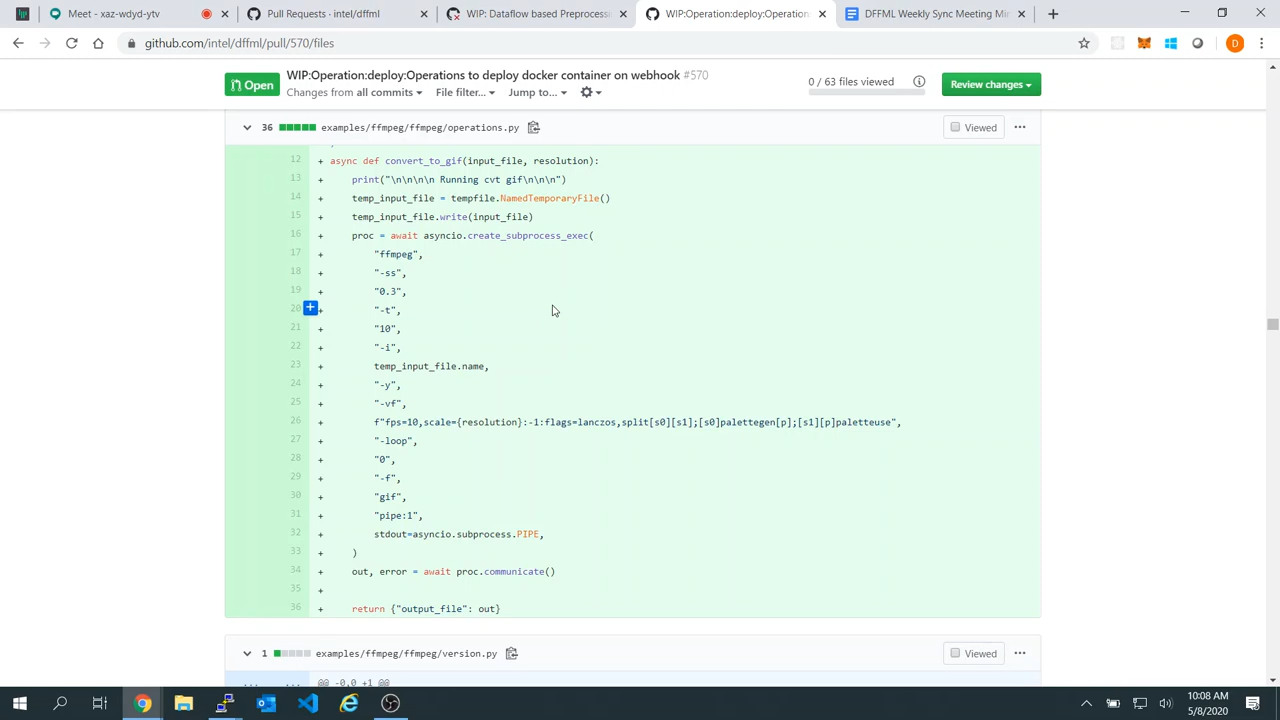 Meet - xaz-wdyd-yt
Pull Requests · intel/dffml
WIP: Dataflow based Preprocessin
WIP:Operation:deploy:Operation
DFFML Weekly Sync Meeting Min
github.com/intel/dffml/pull/570/files
D
Open
WIP:Operation:deploy:Operations to deploy docker container on webhook #570
Changes from all commits
File filter...
Jump to...
0 / 63 files viewed
Review changes
36 examples/ffmpeg/ffmpeg/operations.py
Viewed
12 + async def convert_to_gif(input_file, resolution):
13 + print("\n\n\n\n Running cvt gif\n\n\n")
14 + temp_input_file = tempfile.NamedTemporaryFile()
15 + temp_input_file.write(input_file)
16 + proc = await asyncio.create_subprocess_exec(
17 + "ffmpeg",
18 + "-ss",
19 + "0.3",
20 + "-t",
21 + "10",
22 + "-i",
23 + temp_input_file.name,
24 + "-y",
25 + "-vf",
26 + f"fps=10,scale={resolution}:-1:flags=lanczos,split[s0][s1];[s0]palettegen[p];[s1][p]paletteuse",
27 + "-loop",
28 + "0",
29 + "-f",
30 + "gif",
31 + "pipe:1",
32 + stdout=asyncio.subprocess.PIPE,
33 + )
34 + out, error = await proc.communicate()
35 +
36 + return {"output_file": out}
1 examples/ffmpeg/ffmpeg/version.py
Viewed
... ... @@ -0,0 +1 @@
10:08 AM
5/8/2020